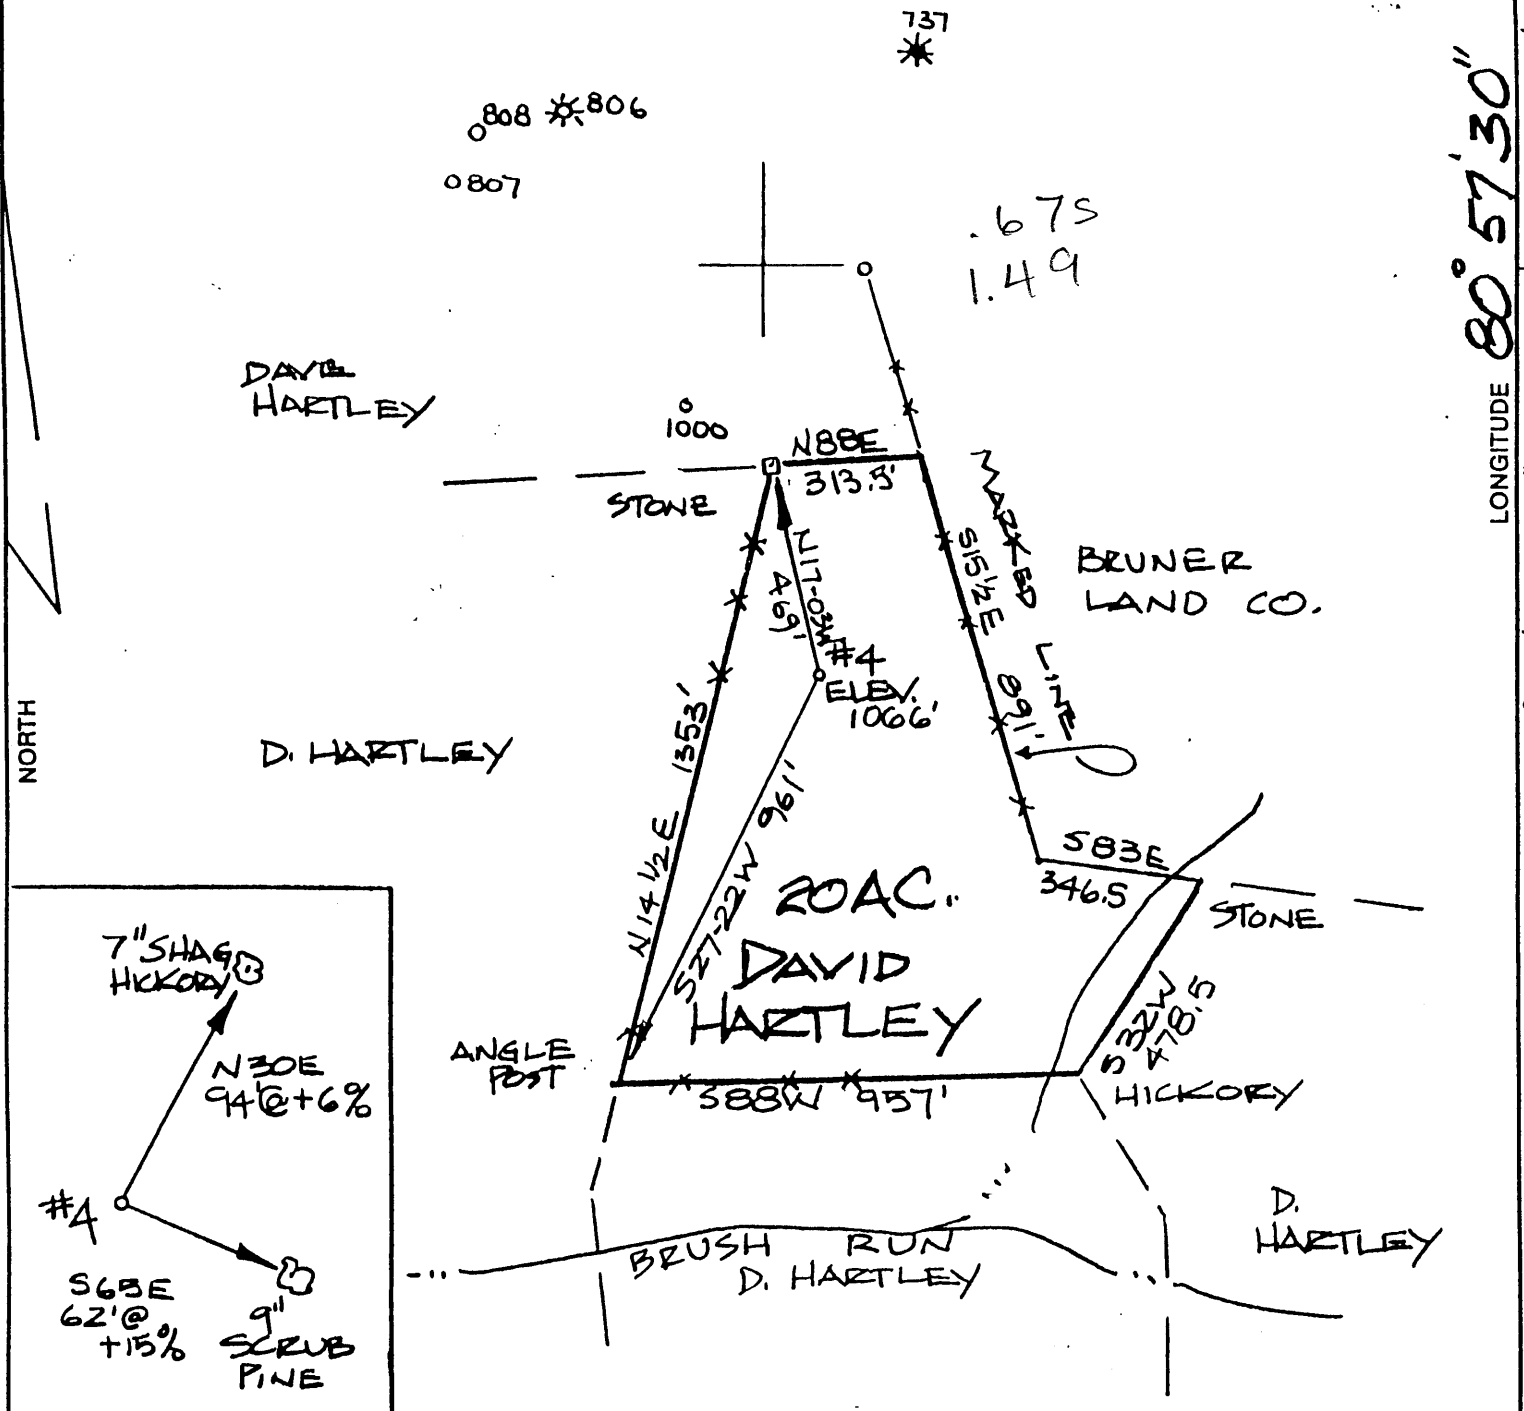 737
808
806
807
80° 57' 30"
LONGITUDE
.67S
1.49
DAVE
HARTLEY
1000
N88E
313.5'
STONE
MARKED
LINE
S15½E
891'
BRUNER
LAND CO.
N17-03W
469'
#4
ELEV.
1066'
NORTH
D. HARTLEY
1353'
N 14 1/2 E
961'
S27-22W
S83E
346.5
STONE
20AC.
DAVID
HARTLEY
7" SHAG
HICKORY
N30E
94'@+6%
#4
S65E
62'@
+15%
9"
SCRUB
PINE
ANGLE
POST
S88W 957'
S32W
478.5
HICKORY
BRUSH RUN
D. HARTLEY
D.
HARTLEY